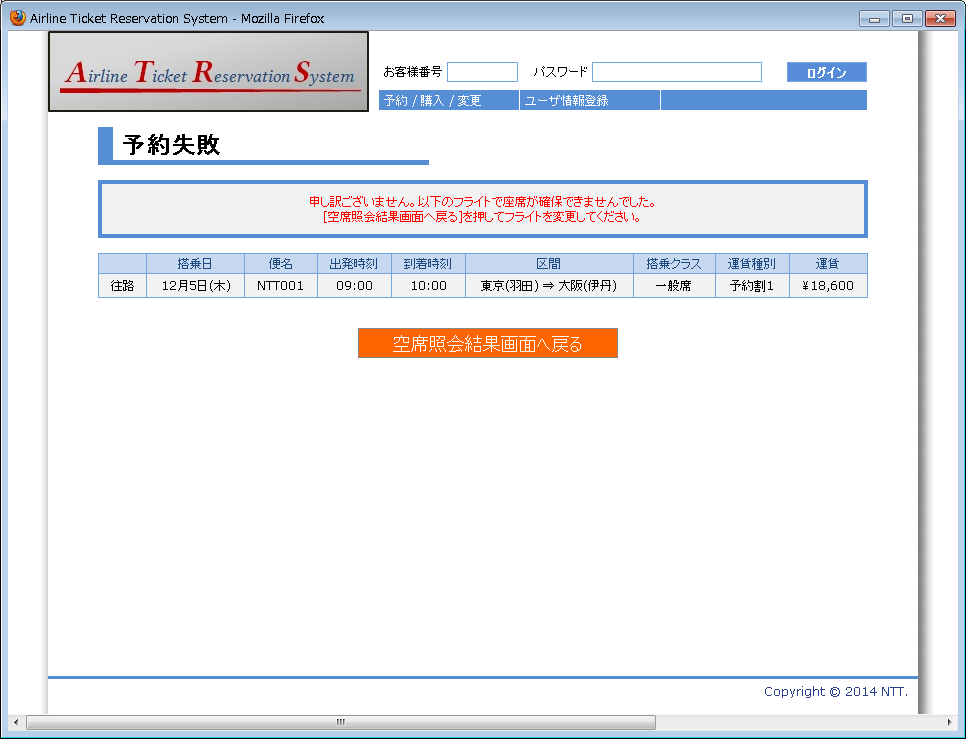 Airline Ticket Reservation System - Mozilla Firefox
Airline Ticket Reservation System
お客様番号 パスワード ログイン
予約 / 購入 / 変更 ユーザ情報登録
予約失敗
申し訳ございません。以下のフライトで座席が確保できませんでした。
[空席照会結果画面へ戻る]を押してフライトを変更してください。
搭乗日 便名 出発時刻 到着時刻 区間 搭乗クラス 運賃種別 運賃
往路 12月5日(木) NTT001 09:00 10:00 東京(羽田) ⇒ 大阪(伊丹) 一般席 予約割1 ¥18,600
空席照会結果画面へ戻る
Copyright © 2014 NTT.